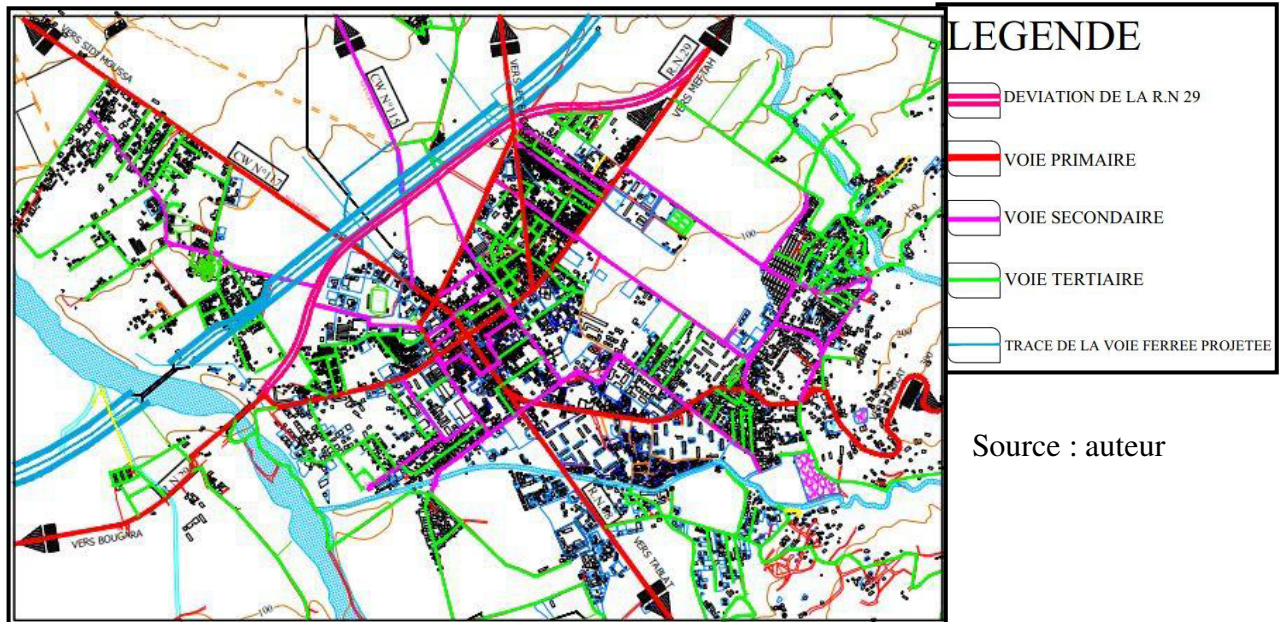 LEGENDE
DEVIATION DE LA R.N 29
VOIE PRIMAIRE
VOIE SECONDAIRE
VOIE TERTIAIRE
TRACE DE LA VOIE FERREE PROJETEE
Source : auteur
VERS SIDI MOUSSA
CW N°115
R.N.29
VERS MEFTAH
CW N°117
100
VERS BOUGARA
VERS TABLAT
100